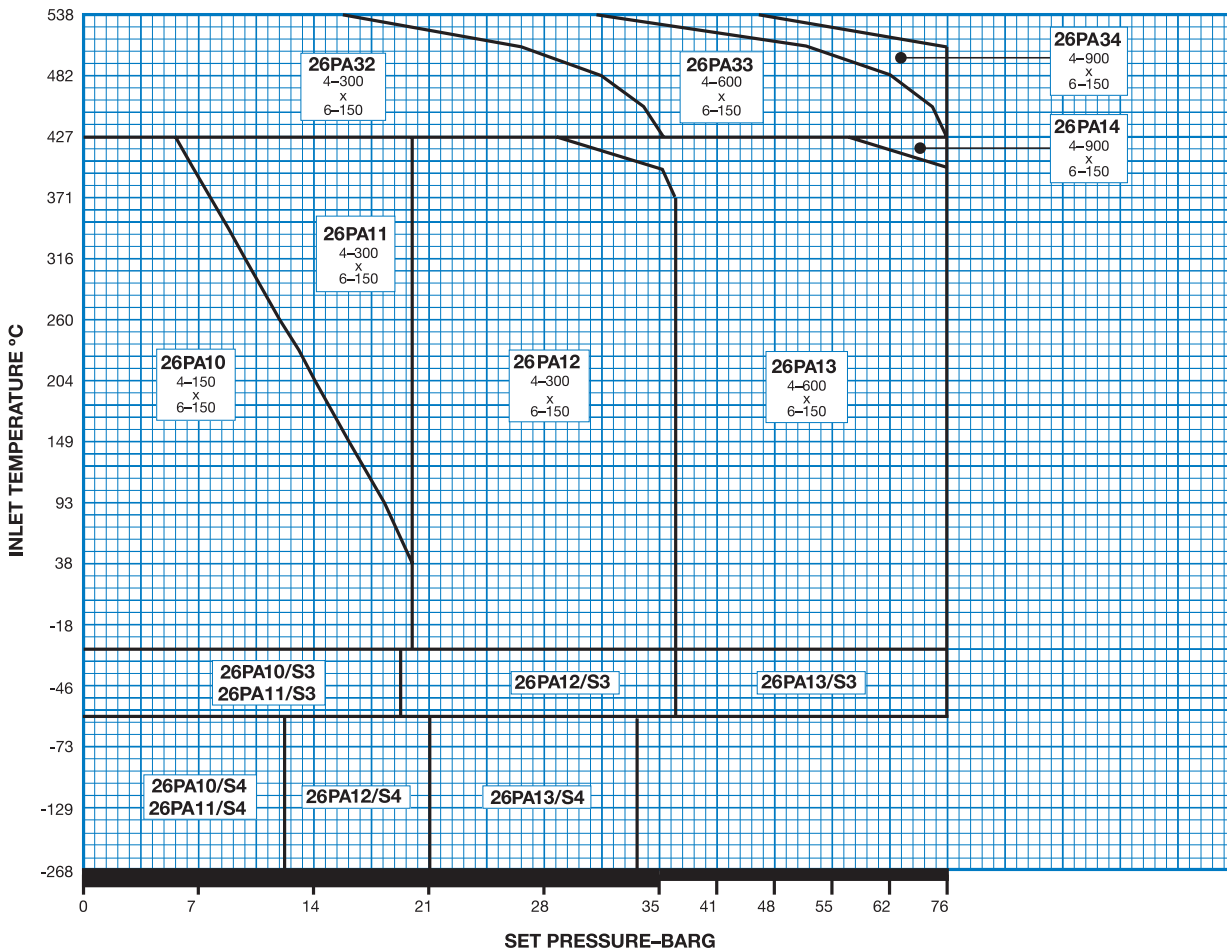 538
482
427
371
316
260
204
149
93
38
-18
-46
-73
-129
-268
INLET TEMPERATURE °C
26PA32
4–300
x
6–150
26PA33
4–600
x
6–150
26PA34
4–900
x
6–150
26PA14
4–900
x
6–150
26PA11
4–300
x
6–150
26PA10
4–150
x
6–150
26PA12
4–300
x
6–150
26PA13
4–600
x
6–150
26PA10/S3
26PA11/S3
26PA12/S3
26PA13/S3
26PA10/S4
26PA11/S4
26PA12/S4
26PA13/S4
0 7 14 21 28 35 41 48 55 62 76
SET PRESSURE–BARG